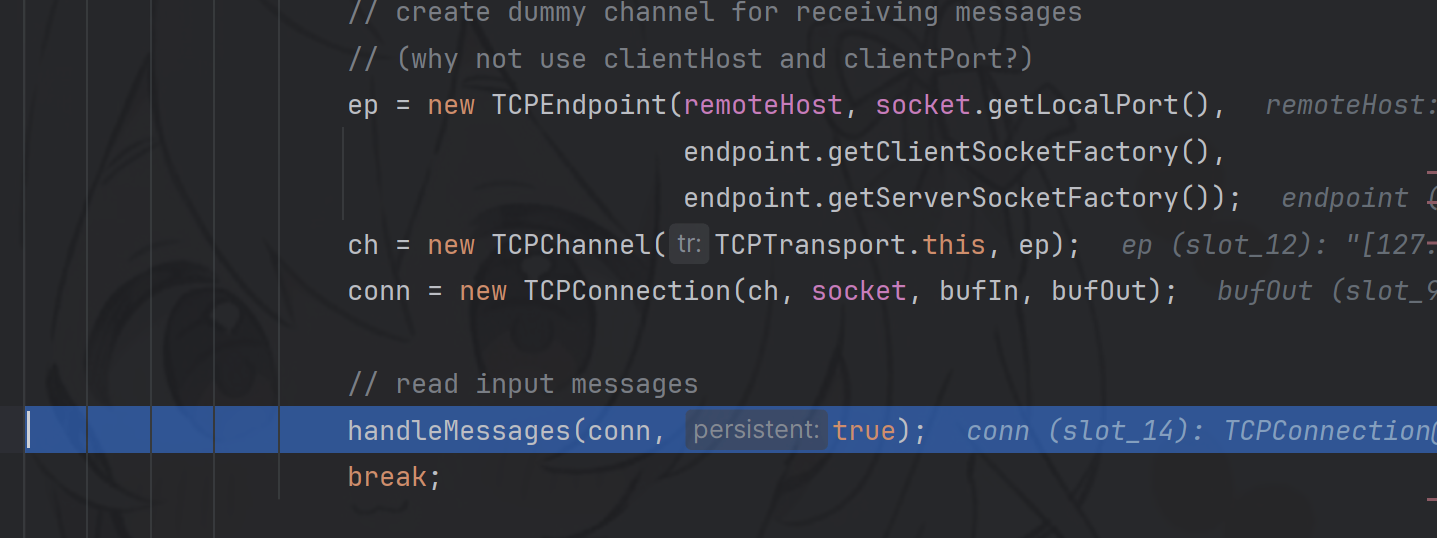 // create dummy channel for receiving messages
// (why not use clientHost and clientPort?)
ep = new TCPEndpoint(remoteHost, socket.getLocalPort(), remoteHost:
endpoint.getClientSocketFactory(),
endpoint.getServerSocketFactory()); endpoint (
ch = new TCPChannel( tr: TCPTransport.this, ep); ep (slot_12): "[127.
conn = new TCPConnection(ch, socket, bufIn, bufOut); bufOut (slot_9
// read input messages
handleMessages(conn, persistent: true); conn (slot_14): TCPConnection@
break;